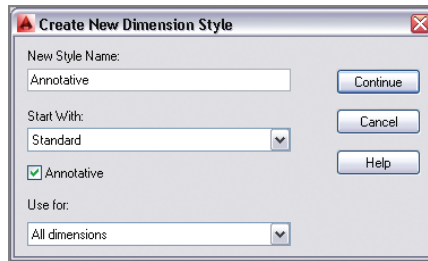 Create New Dimension Style
New Style Name:
Annotative
Continue
Start With:
Standard
Cancel
Annotative
Help
Use for:
All dimensions